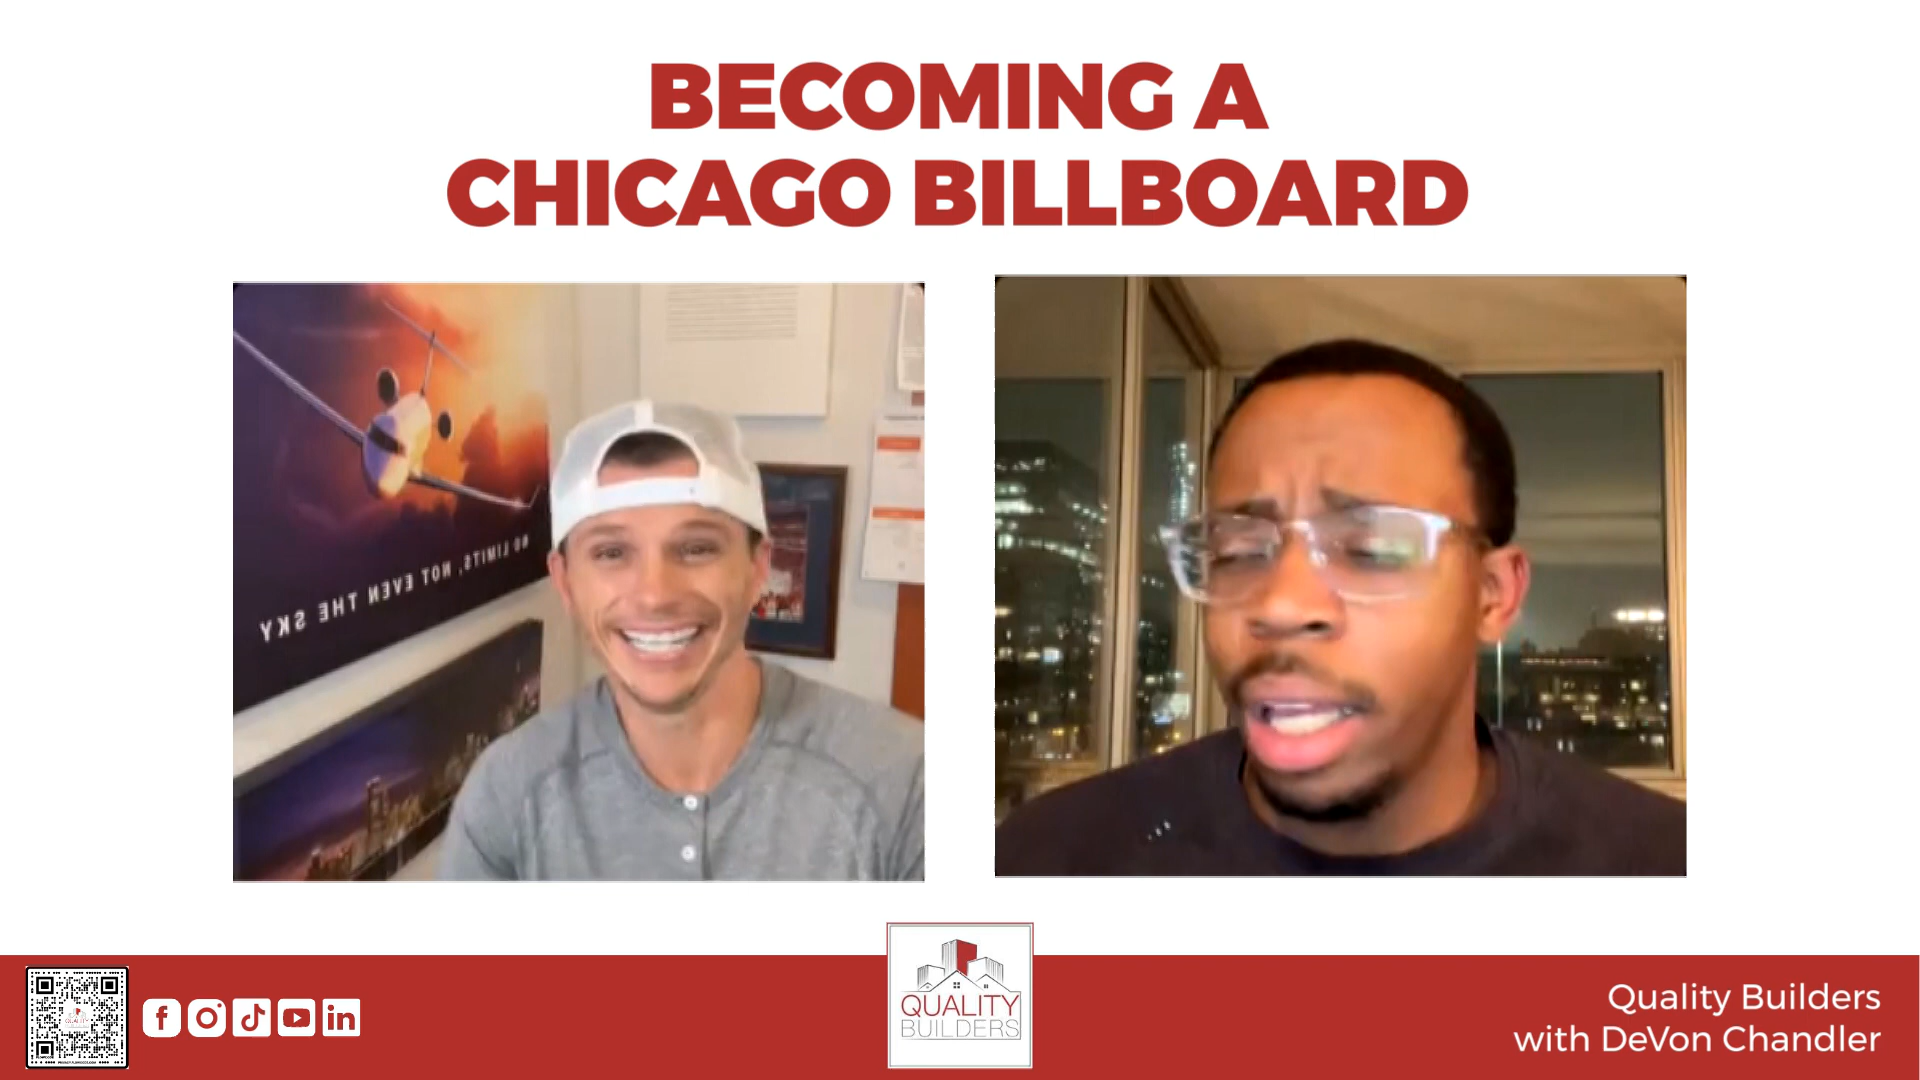 BECOMING A
CHICAGO BILLBOARD
NO LIMITS, NOT EVEN THE SKY
QUALITY
BUILDERS
Quality Builders
with DeVon Chandler